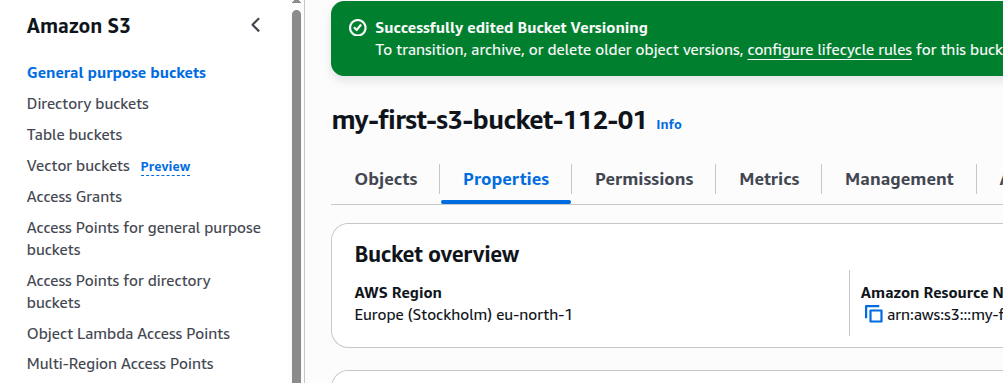 Amazon S3
General purpose buckets
Directory buckets
Table buckets
Vector buckets Preview
Access Grants
Access Points for general purpose
buckets
Access Points for directory
buckets
Object Lambda Access Points
Multi-Region Access Points
Successfully edited Bucket Versioning
To transition, archive, or delete older object versions, configure lifecycle rules for this buck
my-first-s3-bucket-112-01 Info
Objects Properties Permissions Metrics Management
Bucket overview
AWS Region
Europe (Stockholm) eu-north-1
Amazon Resource N
arn:aws:s3:::my-f